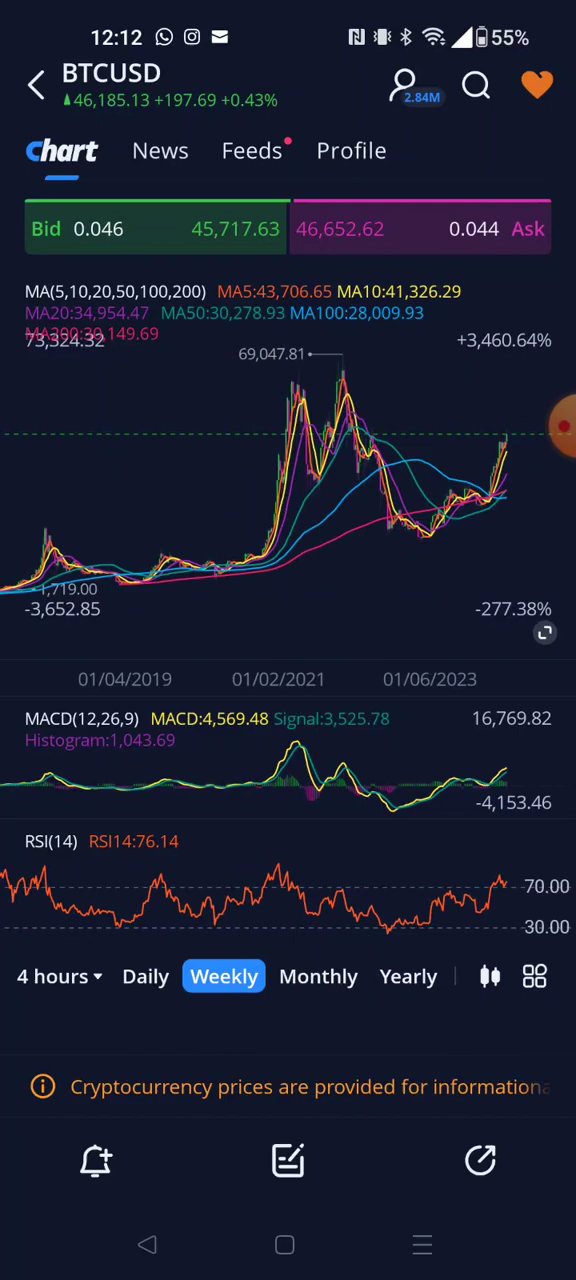 12:12 55%
BTCUSD
46,185.13 +197.69 +0.43%
2.84M
Chart News Feeds Profile
Bid 0.046 45,717.63 46,652.62 0.044 Ask
MA(5,10,20,50,100,200) MA5:43,706.65 MA10:41,326.29
MA20:34,954.47 MA50:30,278.93 MA100:28,009.93
MA200:30,149.69
73,324.32 +3,460.64%
69,047.81
1,719.00
-3,652.85 -277.38%
01/04/2019 01/02/2021 01/06/2023
MACD(12,26,9) MACD:4,569.48 Signal:3,525.78 16,769.82
Histogram:1,043.69
-4,153.46
RSI(14) RSI14:76.14
70.00
30.00
4 hours Daily Weekly Monthly Yearly
Cryptocurrency prices are provided for informationa